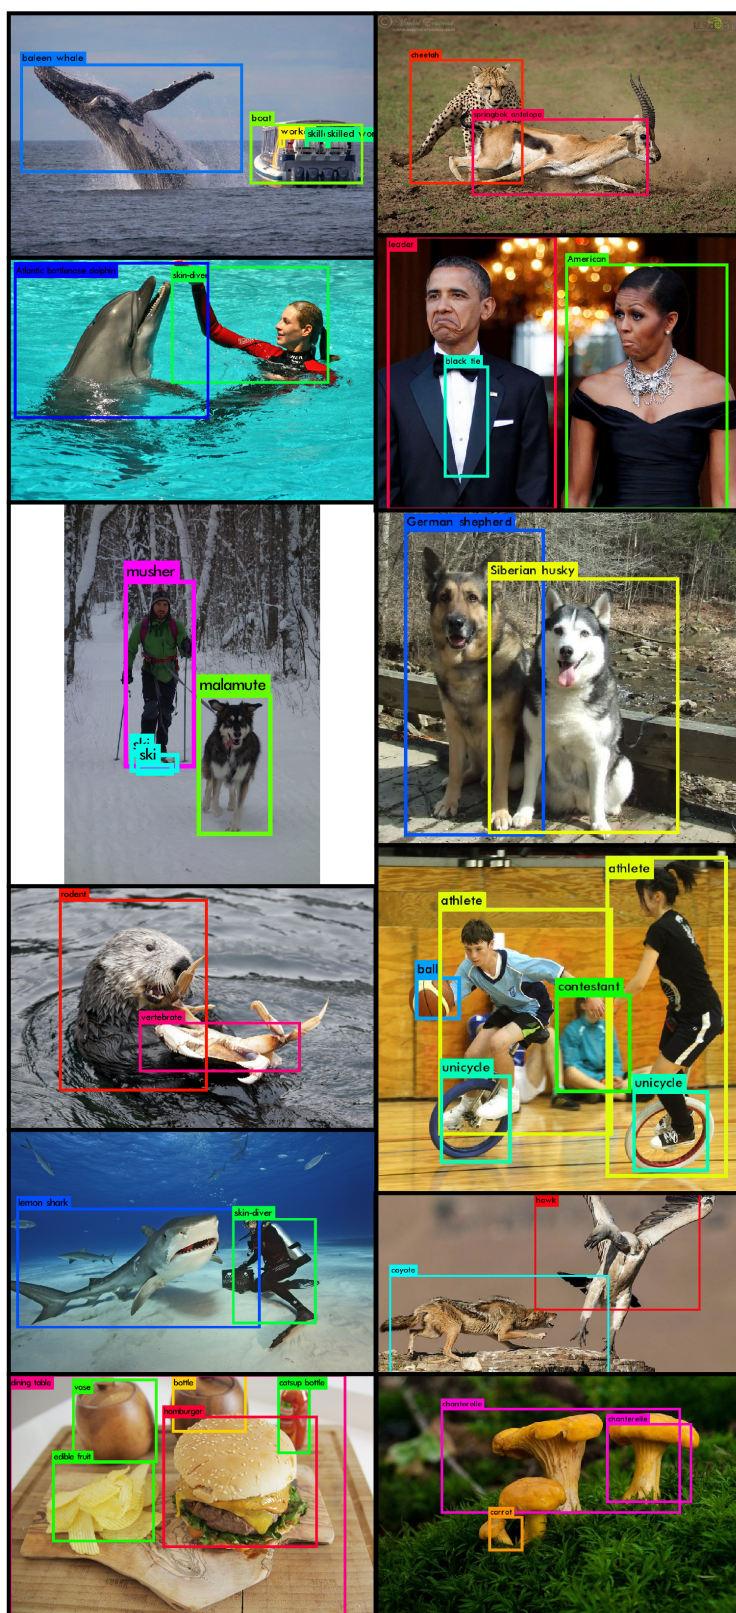 baleen whale
boat
work
skill
skilled wor
cheetah
springbok antelope
Atlantic bottlenose dolphin
skin-diver
leader
American
black tie
musher
malamute
ski
ski
German shepherd
Siberian husky
rodent
vertebrate
athlete
athlete
ball
contestant
unicycle
unicycle
lemon shark
skin-diver
hawk
coyote
dining table
vase
bottle
catsup bottle
hamburger
edible fruit
chanterelle
chanterelle
carrot